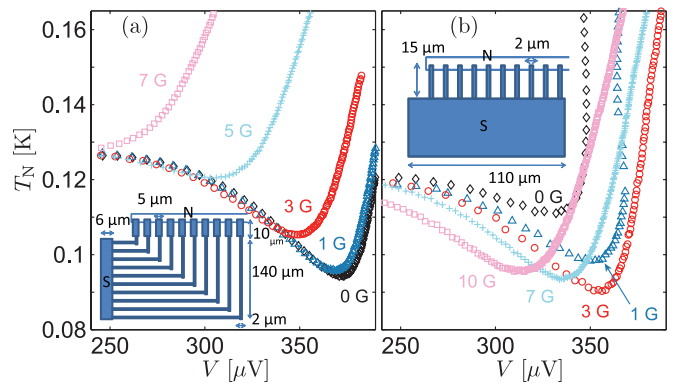 0.16
0.14
0.12
0.1
0.08
T_N [K]
(a)
7 G
5 G
3 G
1 G
0 G
5 μm
6 μm
N
S
10 μm
140 μm
2 μm
250 300 350
V [μV]
(b)
15 μm
N
2 μm
S
110 μm
0 G
10 G
7 G
3 G
1 G
250 300 350
V [μV]